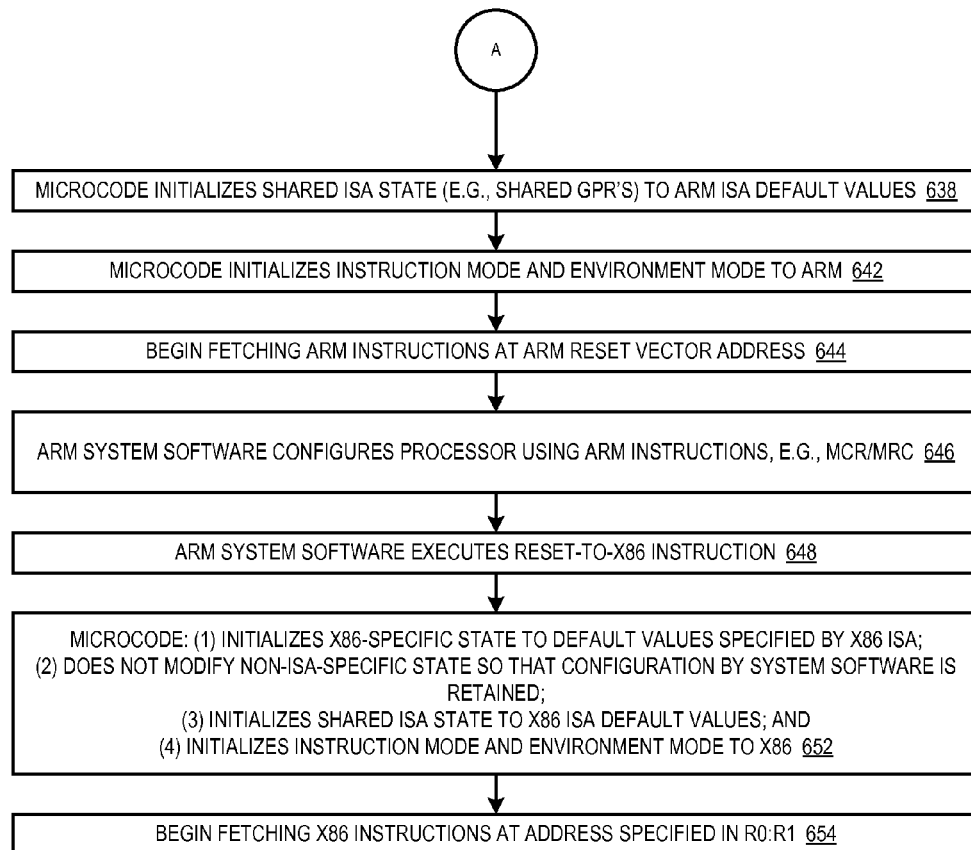 A
MICROCODE INITIALIZES SHARED ISA STATE (E.G., SHARED GPR'S) TO ARM ISA DEFAULT VALUES 638
MICROCODE INITIALIZES INSTRUCTION MODE AND ENVIRONMENT MODE TO ARM 642
BEGIN FETCHING ARM INSTRUCTIONS AT ARM RESET VECTOR ADDRESS 644
ARM SYSTEM SOFTWARE CONFIGURES PROCESSOR USING ARM INSTRUCTIONS, E.G., MCR/MRC 646
ARM SYSTEM SOFTWARE EXECUTES RESET-TO-X86 INSTRUCTION 648
MICROCODE: (1) INITIALIZES X86-SPECIFIC STATE TO DEFAULT VALUES SPECIFIED BY X86 ISA;
(2) DOES NOT MODIFY NON-ISA-SPECIFIC STATE SO THAT CONFIGURATION BY SYSTEM SOFTWARE IS
RETAINED;
(3) INITIALIZES SHARED ISA STATE TO X86 ISA DEFAULT VALUES; AND
(4) INITIALIZES INSTRUCTION MODE AND ENVIRONMENT MODE TO X86 652
BEGIN FETCHING X86 INSTRUCTIONS AT ADDRESS SPECIFIED IN R0:R1 654